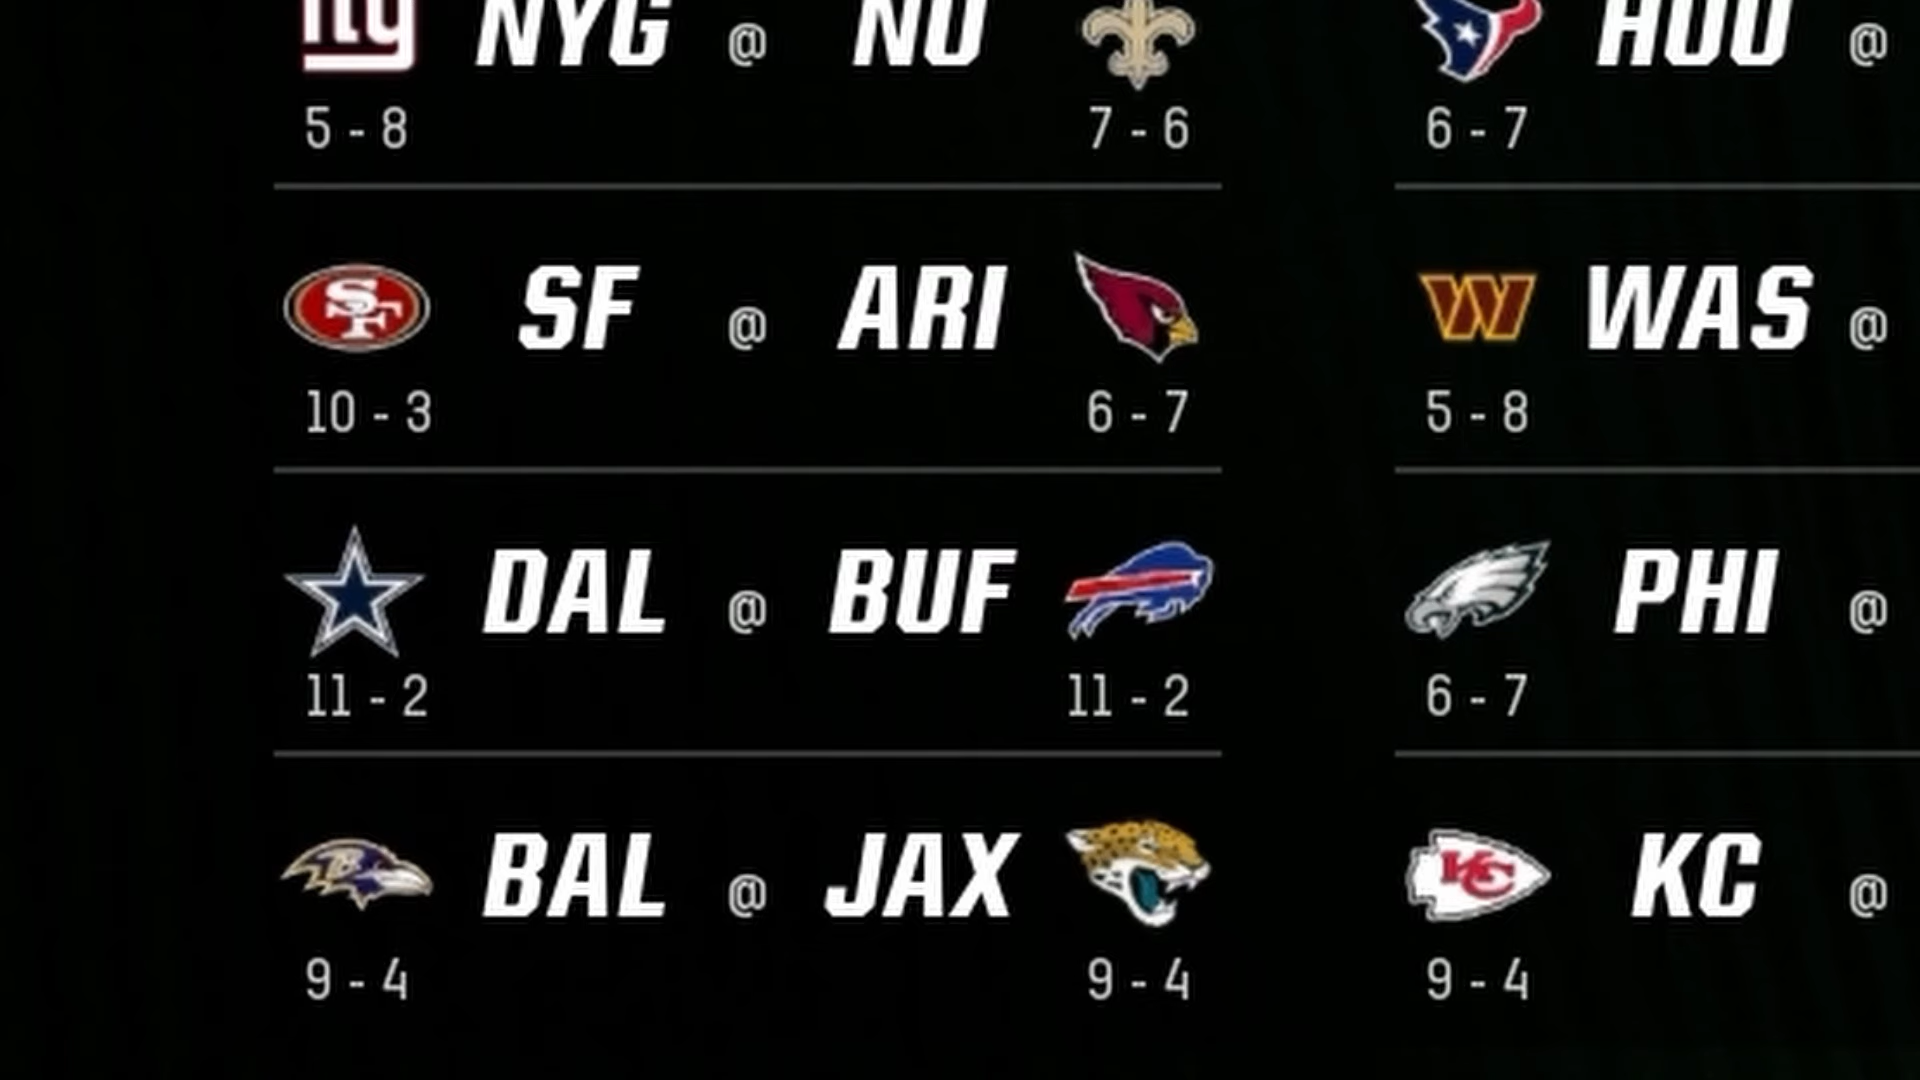 NYG @ NO HOU @
5 - 8 7 - 6 6 - 7
SF @ ARI WAS @
10 - 3 6 - 7 5 - 8
DAL @ BUF PHI @
11 - 2 11 - 2 6 - 7
BAL @ JAX KC @
9 - 4 9 - 4 9 - 4